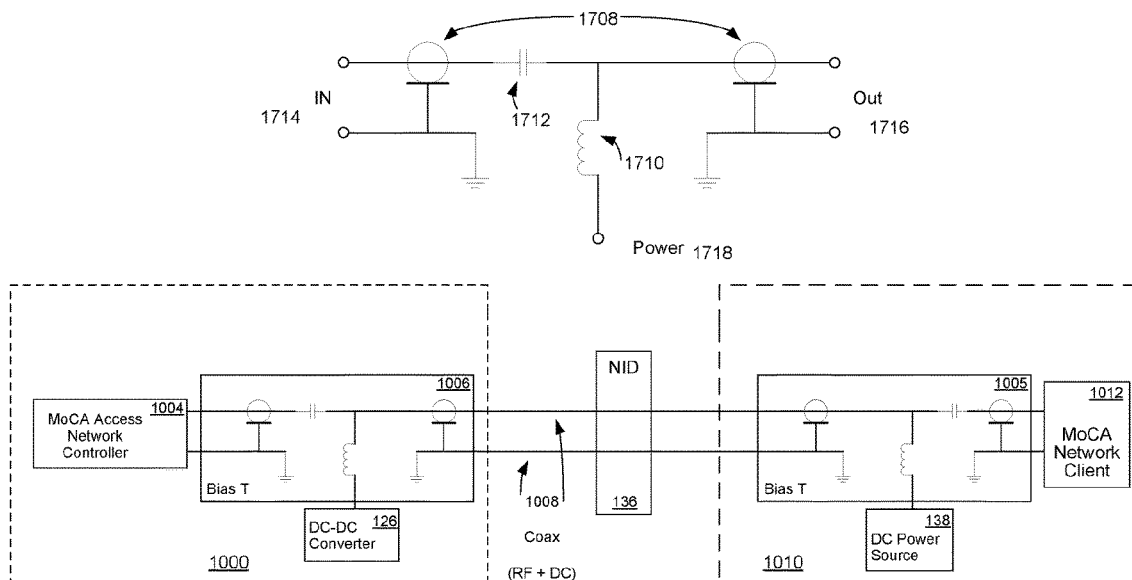 1708
IN
1714
1712
1710
Out
1716
Power 1718
1004
MoCA Access
Network
Controller
1006
Bias T
DC-DC
Converter
126
1000
1008
Coax
(RF + DC)
NID
136
1005
Bias T
DC Power
Source
138
1010
1012
MoCA
Network
Client